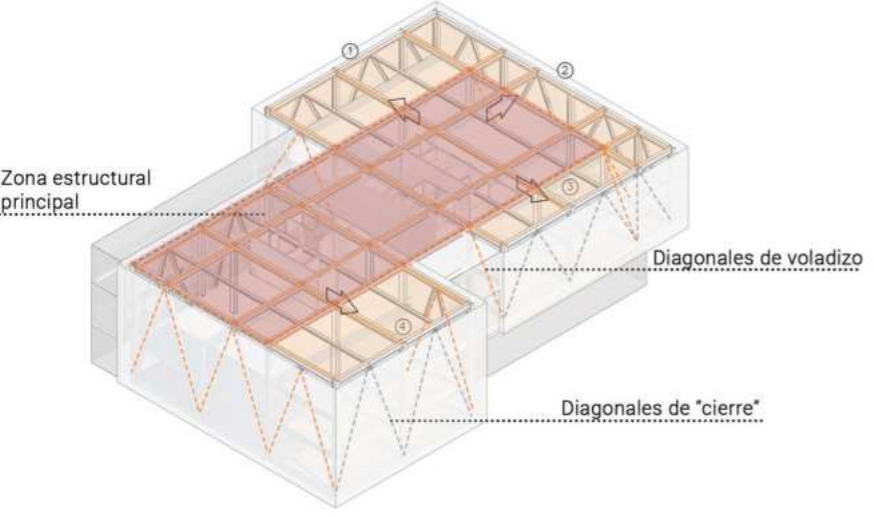 ①
②
Zona estructural
principal
③
Diagonales de voladizo
④
Diagonales de "cierre"